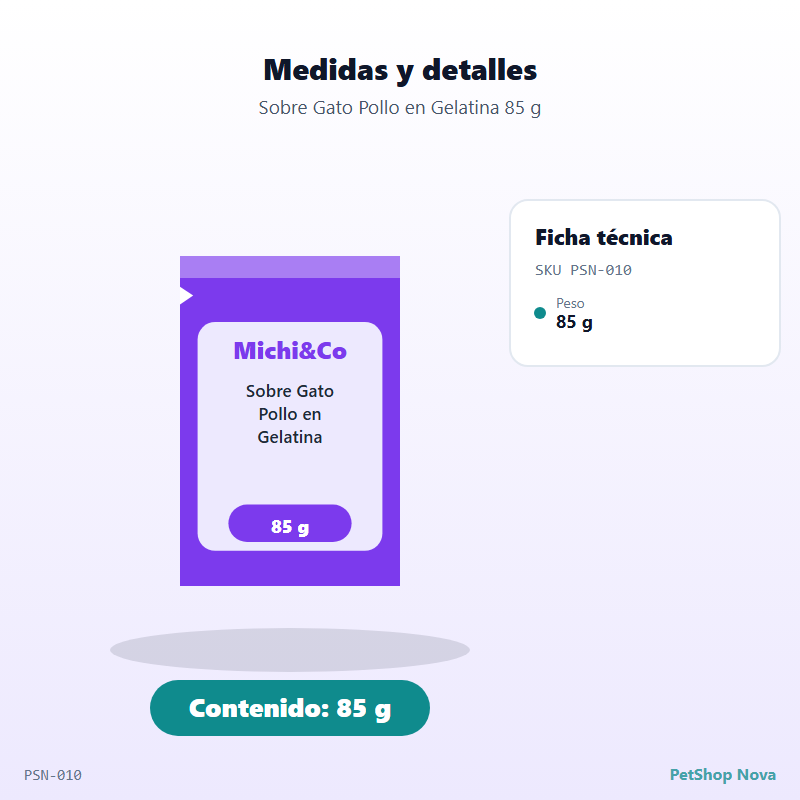 Medidas y detalles
Sobre Gato Pollo en Gelatina 85 g
Ficha técnica
SKU PSN-010
Peso
85 g
Michi&Co
Sobre Gato
Pollo en
Gelatina
85 g
Contenido: 85 g
PSN-010
PetShop Nova